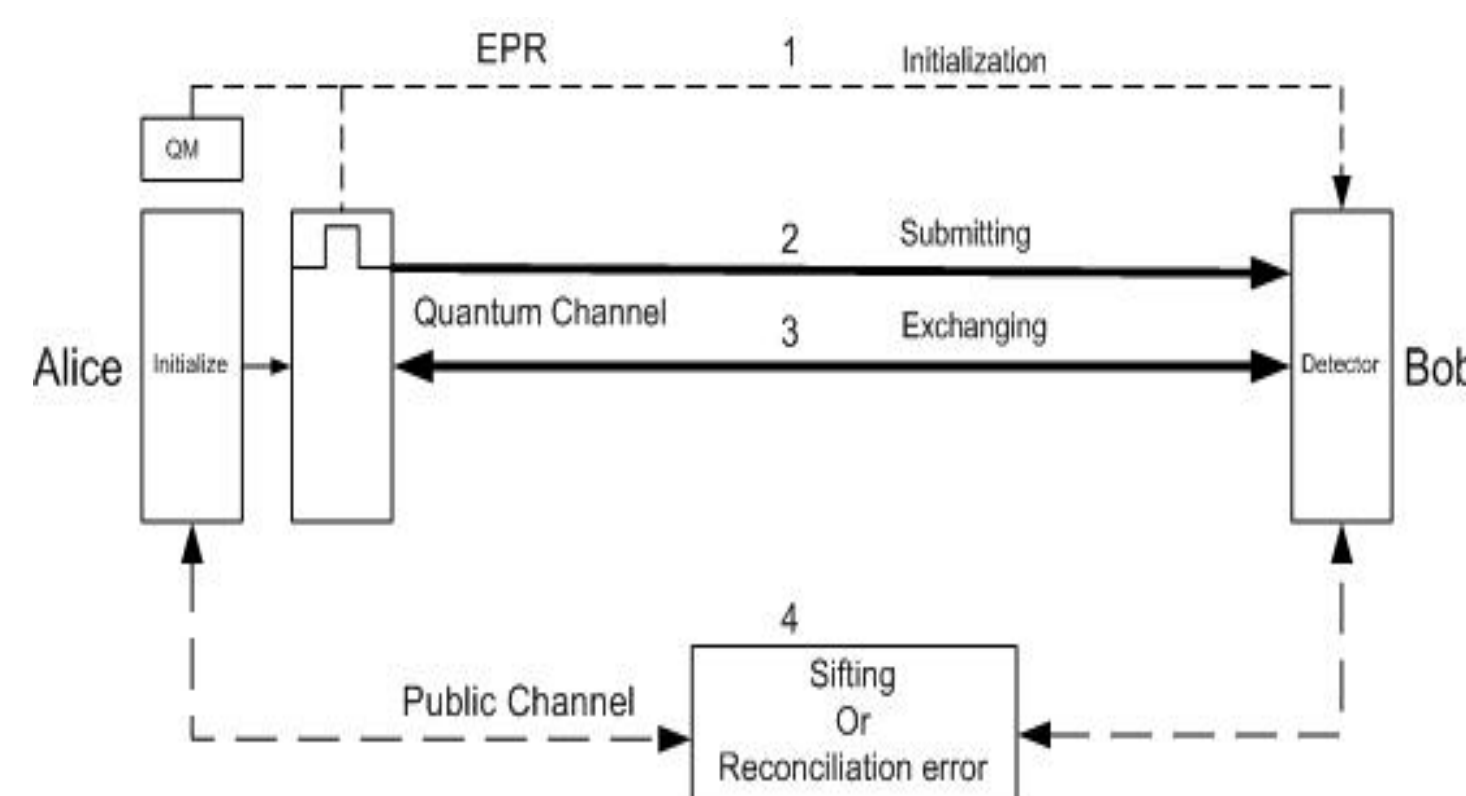 EPR 1 Initialization
QM
2 Submitting
Quantum Channel
3 Exchanging
Alice Initialize Detector Bob
4
Sifting
Public Channel
Or
Reconciliation error